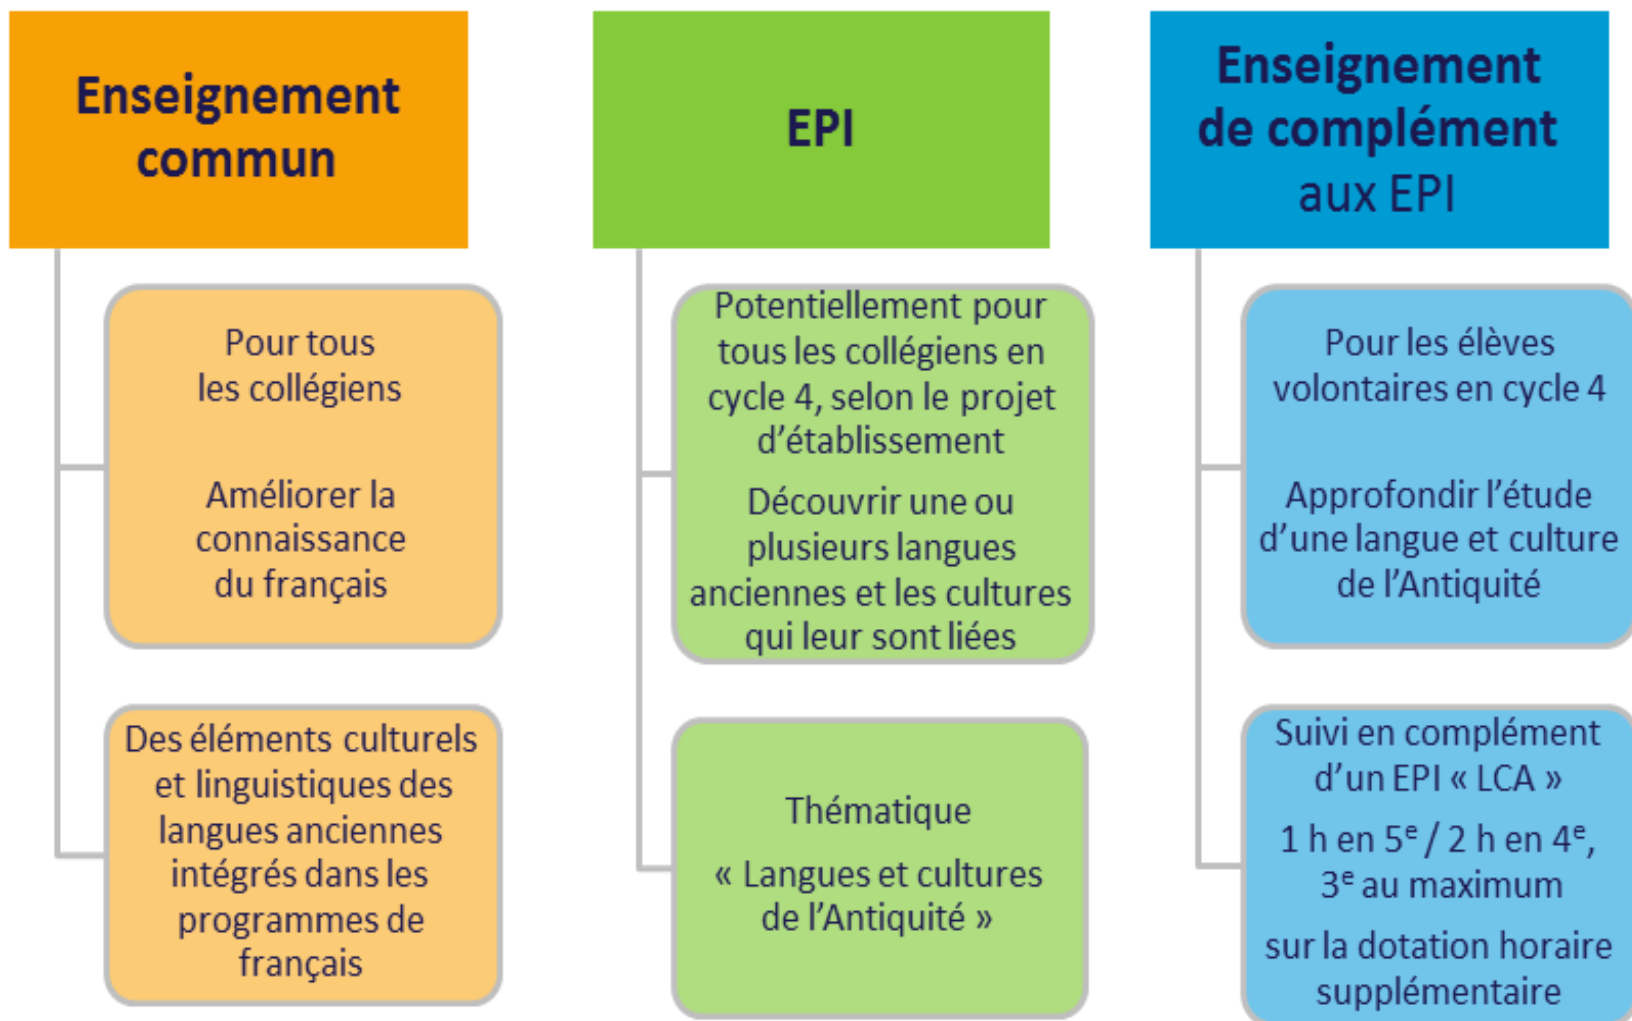 Enseignement
commun
Pour tous
les collégiens
Améliorer la
connaissance
du français
Des éléments culturels
et linguistiques des
langues anciennes
intégrés dans les
programmes de
français
EPI
Potentiellement pour
tous les collégiens en
cycle 4, selon le projet
d’établissement
Découvrir une ou
plusieurs langues
anciennes et les cultures
qui leur sont liées
Thématique
« Langues et cultures
de l’Antiquité »
Enseignement
de complément
aux EPI
Pour les élèves
volontaires en cycle 4
Approfondir l’étude
d’une langue et culture
de l’Antiquité
Suivi en complément
d’un EPI « LCA »
1 h en 5ᵉ / 2 h en 4ᵉ,
3ᵉ au maximum
sur la dotation horaire
supplémentaire